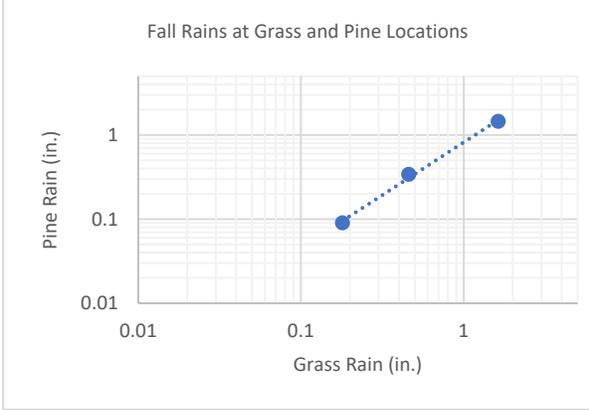 Fall Rains at Grass and Pine Locations
Pine Rain (in.)
1
0.1
0.01
0.01 0.1 1
Grass Rain (in.)